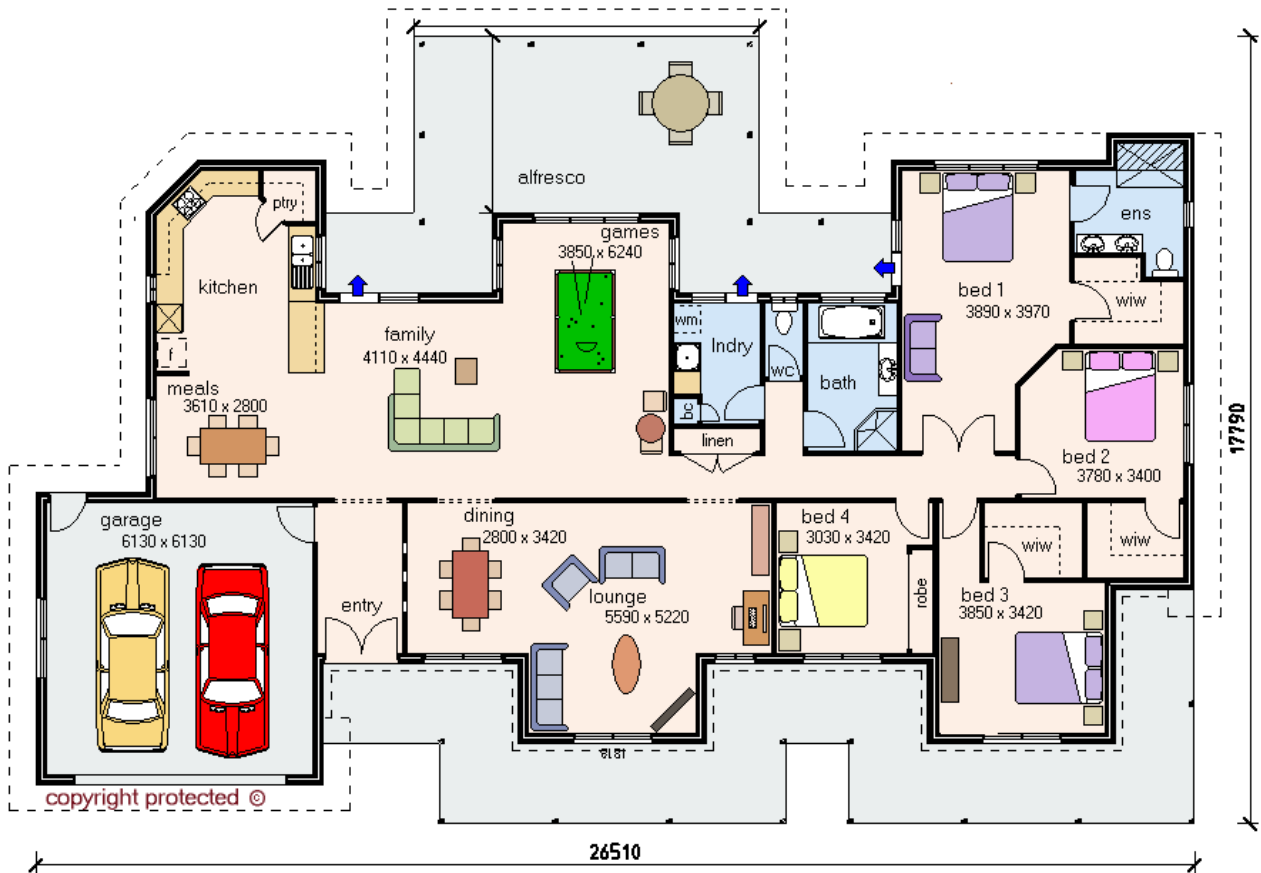 alfresco
ptry
kitchen
games
3850 x 6240
ens
bed 1
3890 x 3970
wiw
family
4110 x 4440
wm
lndry
wc
bath
f
meals
3610 x 2800
bc
linen
bed 2
3780 x 3400
17790
garage
6130 x 6130
dining
2800 x 3420
bed 4
3030 x 3420
wiw
wiw
entry
lounge
5590 x 5220
robe
bed 3
3850 x 3420
1818
copyright protected ©
26510